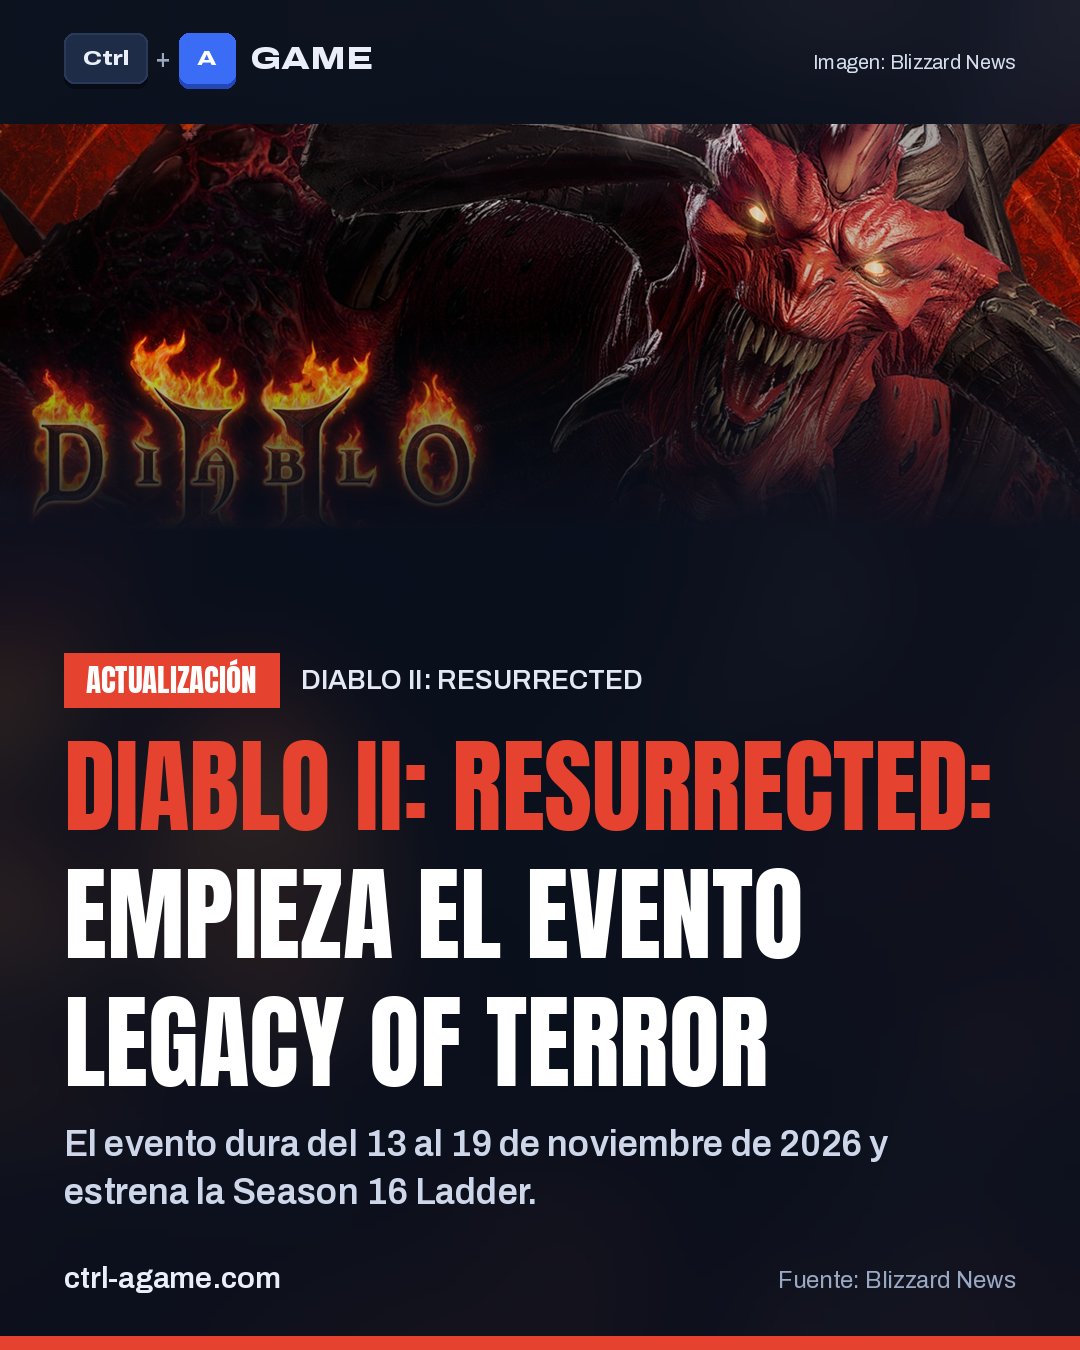 Ctrl + A GAME
Imagen: Blizzard News
DIABLO II
ACTUALIZACIÓN
DIABLO II: RESURRECTED
DIABLO II: RESURRECTED:
EMPIEZA EL EVENTO
LEGACY OF TERROR
El evento dura del 13 al 19 de noviembre de 2026 y
estrena la Season 16 Ladder.
ctrl-agame.com
Fuente: Blizzard News